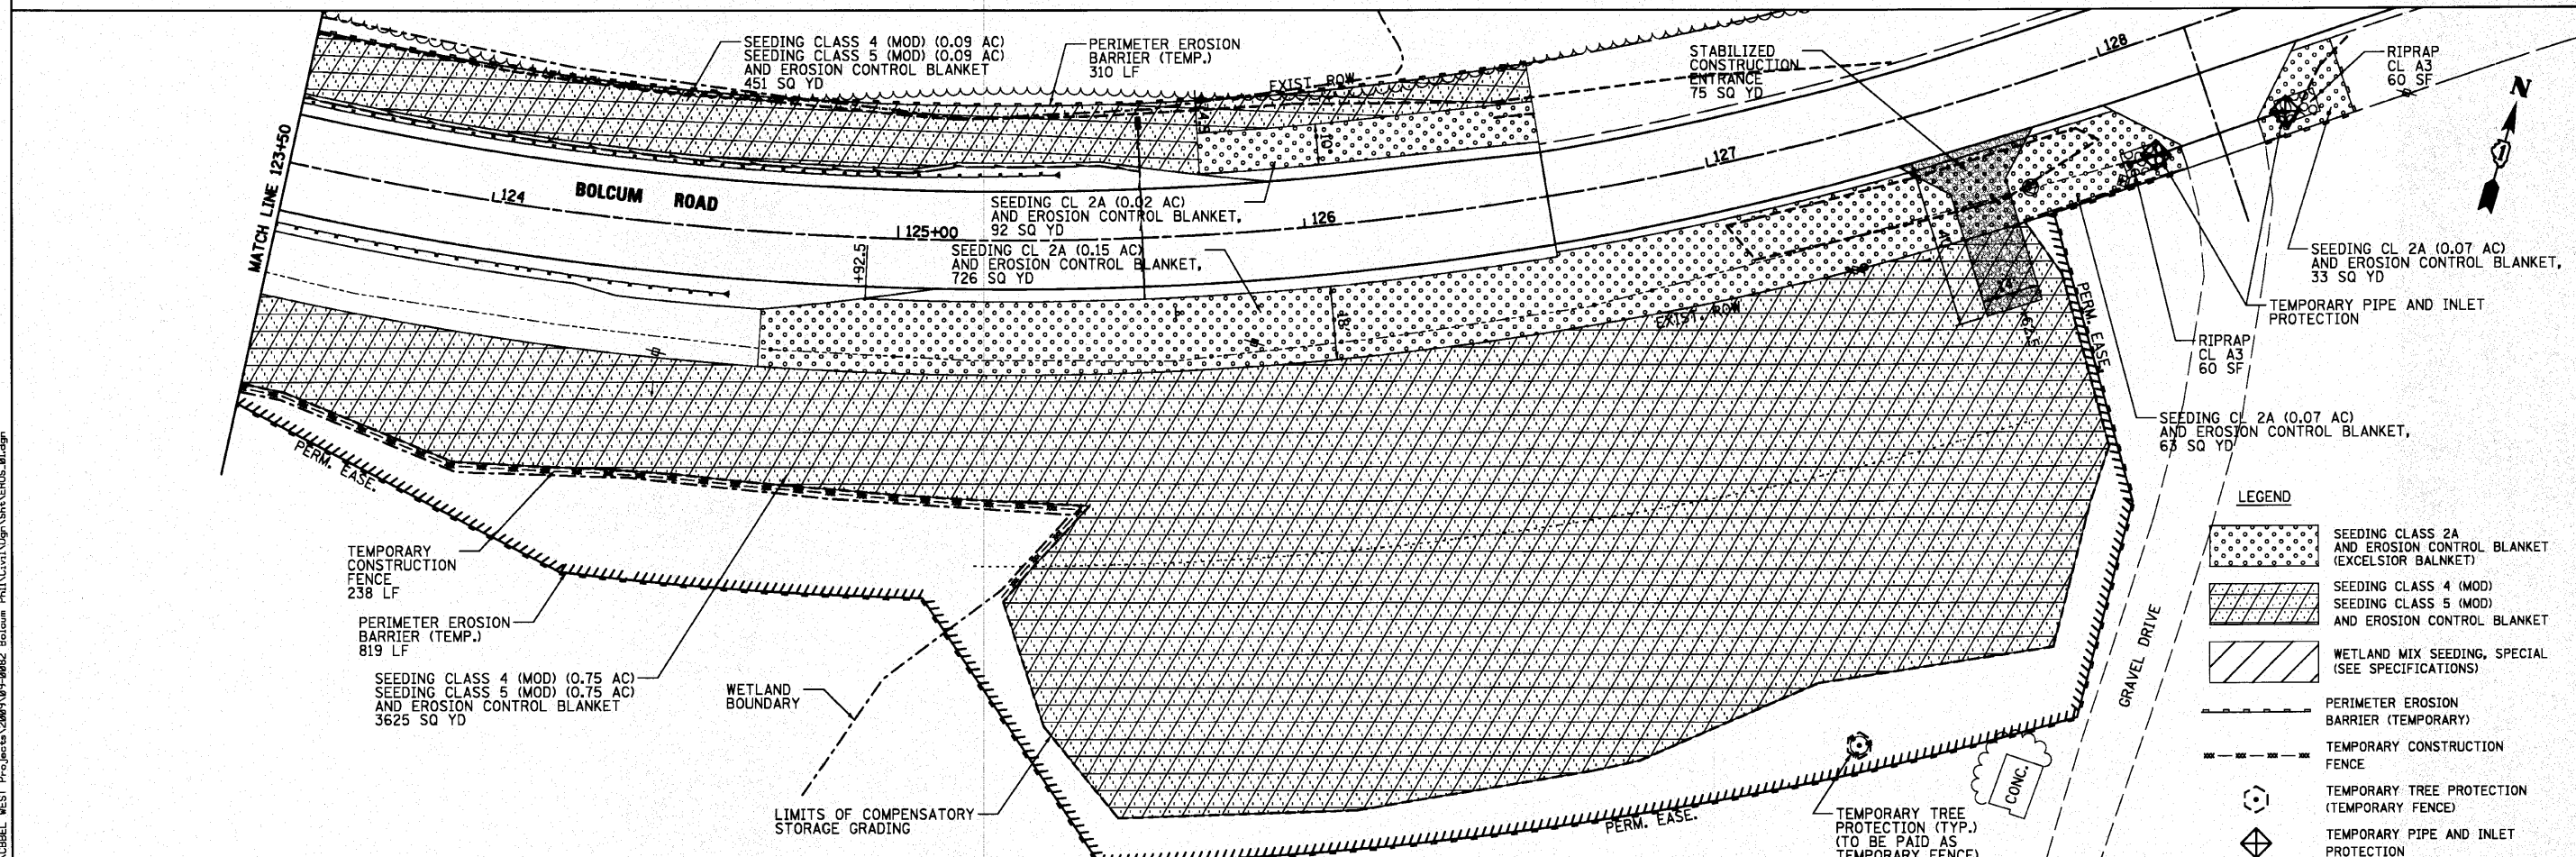 SEEDING CLASS 4 (MOD) (0.09 AC)
SEEDING CLASS 5 (MOD) (0.09 AC)
AND EROSION CONTROL BLANKET
451 SQ YD
PERIMETER EROSION
BARRIER (TEMP.)
310 LF
EXIST. ROW
STABILIZED
CONSTRUCTION
ENTRANCE
75 SQ YD
128
RIPRAP
CL A3
60 SF
N
MATCH LINE 123+50
124
BOLCUM ROAD
125+00
126
127
10'
SEEDING CL 2A (0.02 AC)
AND EROSION CONTROL BLANKET,
92 SQ YD
+92.5
SEEDING CL 2A (0.15 AC)
AND EROSION CONTROL BLANKET,
726 SQ YD
18'
EXIST. ROW
40'
14'
+62.5
PERM. EASE.
SEEDING CL 2A (0.07 AC)
AND EROSION CONTROL BLANKET,
33 SQ YD
TEMPORARY PIPE AND INLET
PROTECTION
RIPRAP
CL A3
60 SF
SEEDING CL 2A (0.07 AC)
AND EROSION CONTROL BLANKET,
63 SQ YD
PERM. EASE.
TEMPORARY
CONSTRUCTION
FENCE
238 LF
PERIMETER EROSION
BARRIER (TEMP.)
819 LF
SEEDING CLASS 4 (MOD) (0.75 AC)
SEEDING CLASS 5 (MOD) (0.75 AC)
AND EROSION CONTROL BLANKET
3625 SQ YD
WETLAND
BOUNDARY
LIMITS OF COMPENSATORY
STORAGE GRADING
PERM. EASE.
TEMPORARY TREE
PROTECTION (TYP.)
(TO BE PAID AS
TEMPORARY FENCE)
CONC.
GRAVEL DRIVE
LEGEND
SEEDING CLASS 2A
AND EROSION CONTROL BLANKET
(EXCELSIOR BALNKET)
SEEDING CLASS 4 (MOD)
SEEDING CLASS 5 (MOD)
AND EROSION CONTROL BLANKET
WETLAND MIX SEEDING, SPECIAL
(SEE SPECIFICATIONS)
PERIMETER EROSION
BARRIER (TEMPORARY)
TEMPORARY CONSTRUCTION
FENCE
TEMPORARY TREE PROTECTION
(TEMPORARY FENCE)
TEMPORARY PIPE AND INLET
PROTECTION